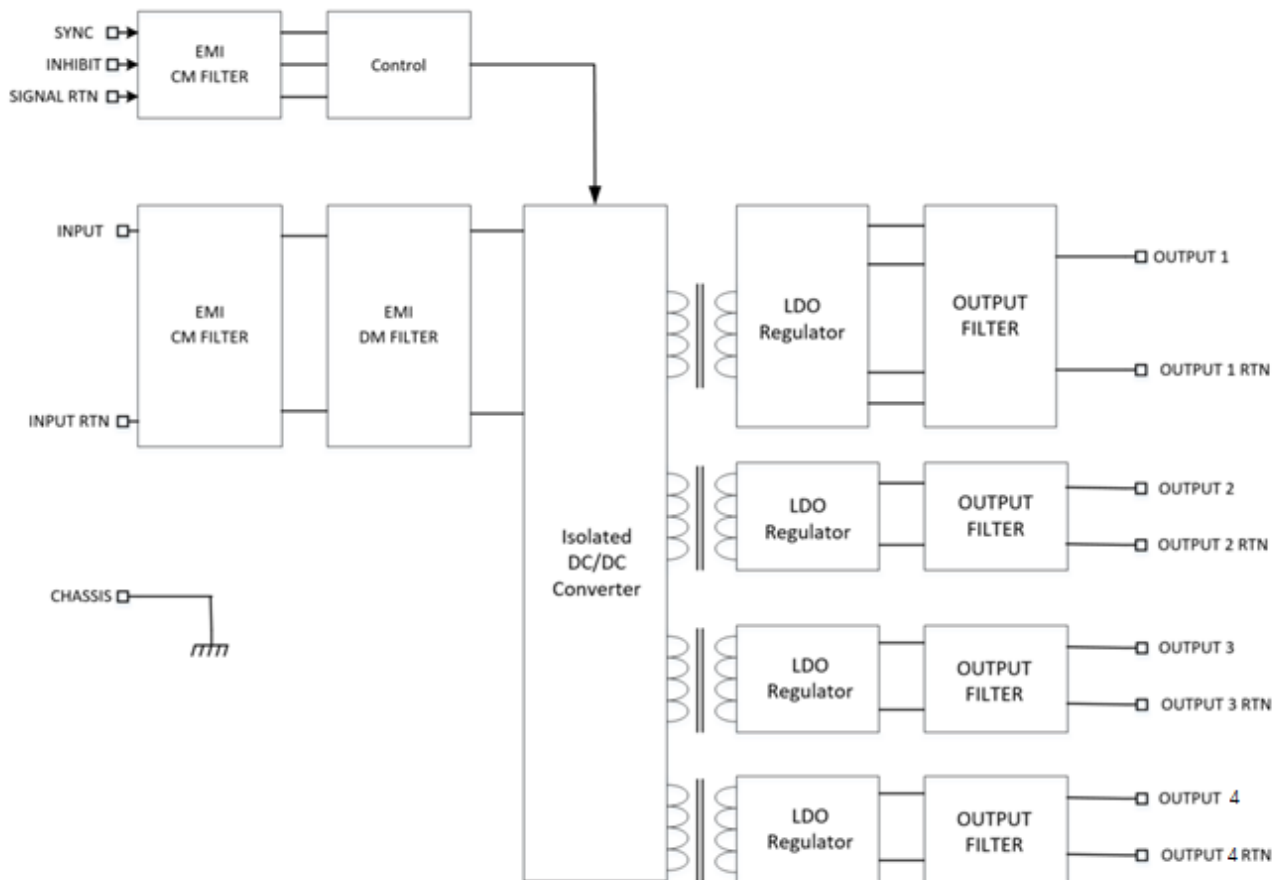 SYNC
INHIBIT
SIGNAL RTN
EMI
CM FILTER
Control
INPUT
INPUT RTN
EMI
CM FILTER
EMI
DM FILTER
CHASSIS
Isolated
DC/DC
Converter
LDO
Regulator
OUTPUT
FILTER
OUTPUT 1
OUTPUT 1 RTN
LDO
Regulator
OUTPUT
FILTER
OUTPUT 2
OUTPUT 2 RTN
LDO
Regulator
OUTPUT
FILTER
OUTPUT 3
OUTPUT 3 RTN
LDO
Regulator
OUTPUT
FILTER
OUTPUT 4
OUTPUT 4 RTN